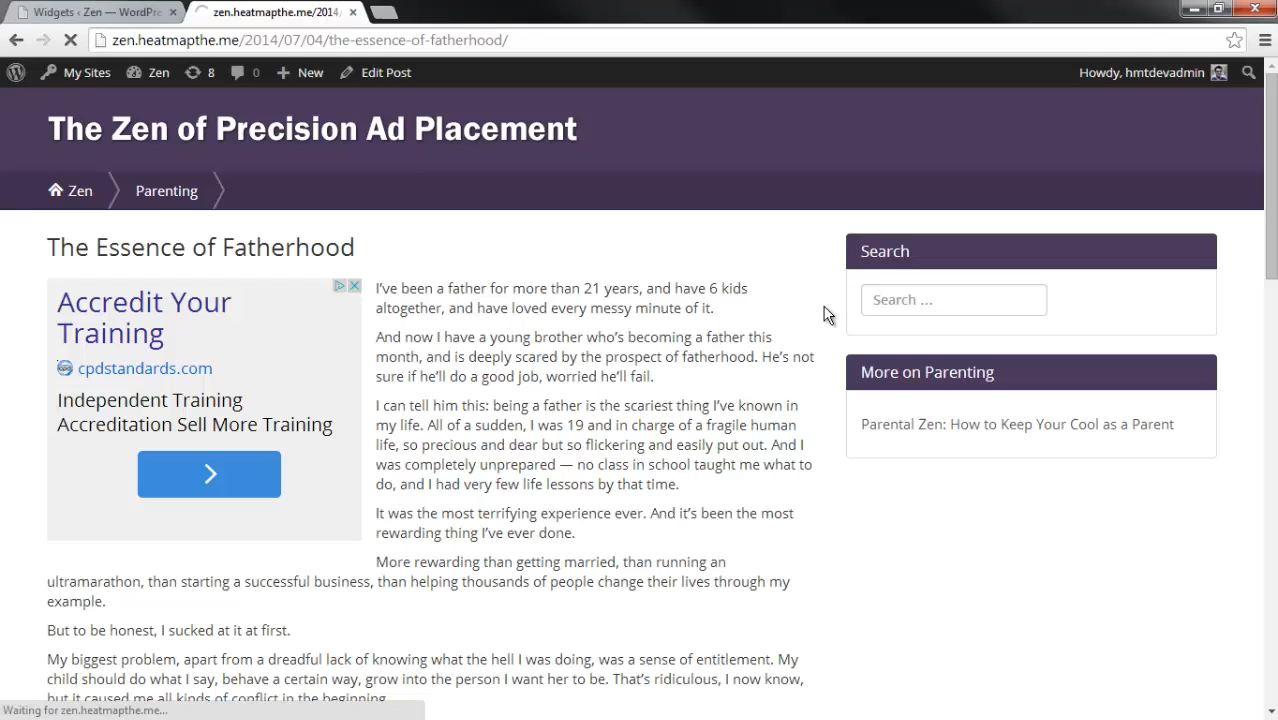 Widgets ‹ Zen — WordPre
zen.heatmapthe.me/2014
zen.heatmapthe.me/2014/07/04/the-essence-of-fatherhood/
My Sites
Zen
8
0
New
Edit Post
Howdy, hmtdevadmin
The Zen of Precision Ad Placement
Zen
Parenting
The Essence of Fatherhood
Accredit Your
Training
cpdstandards.com
Independent Training
Accreditation Sell More Training
I've been a father for more than 21 years, and have 6 kids
altogether, and have loved every messy minute of it.
And now I have a young brother who's becoming a father this
month, and is deeply scared by the prospect of fatherhood. He's not
sure if he'll do a good job, worried he'll fail.
I can tell him this: being a father is the scariest thing I've known in
my life. All of a sudden, I was 19 and in charge of a fragile human
life, so precious and dear but so flickering and easily put out. And I
was completely unprepared — no class in school taught me what to
do, and I had very few life lessons by that time.
It was the most terrifying experience ever. And it's been the most
rewarding thing I've ever done.
More rewarding than getting married, than running an
ultramarathon, than starting a successful business, than helping thousands of people change their lives through my
example.
But to be honest, I sucked at it at first.
My biggest problem, apart from a dreadful lack of knowing what the hell I was doing, was a sense of entitlement. My
child should do what I say, behave a certain way, grow into the person I want her to be. That's ridiculous, I now know,
but it caused me all kinds of conflict in the beginning.
Search
Search ...
More on Parenting
Parental Zen: How to Keep Your Cool as a Parent
Waiting for zen.heatmapthe.me...